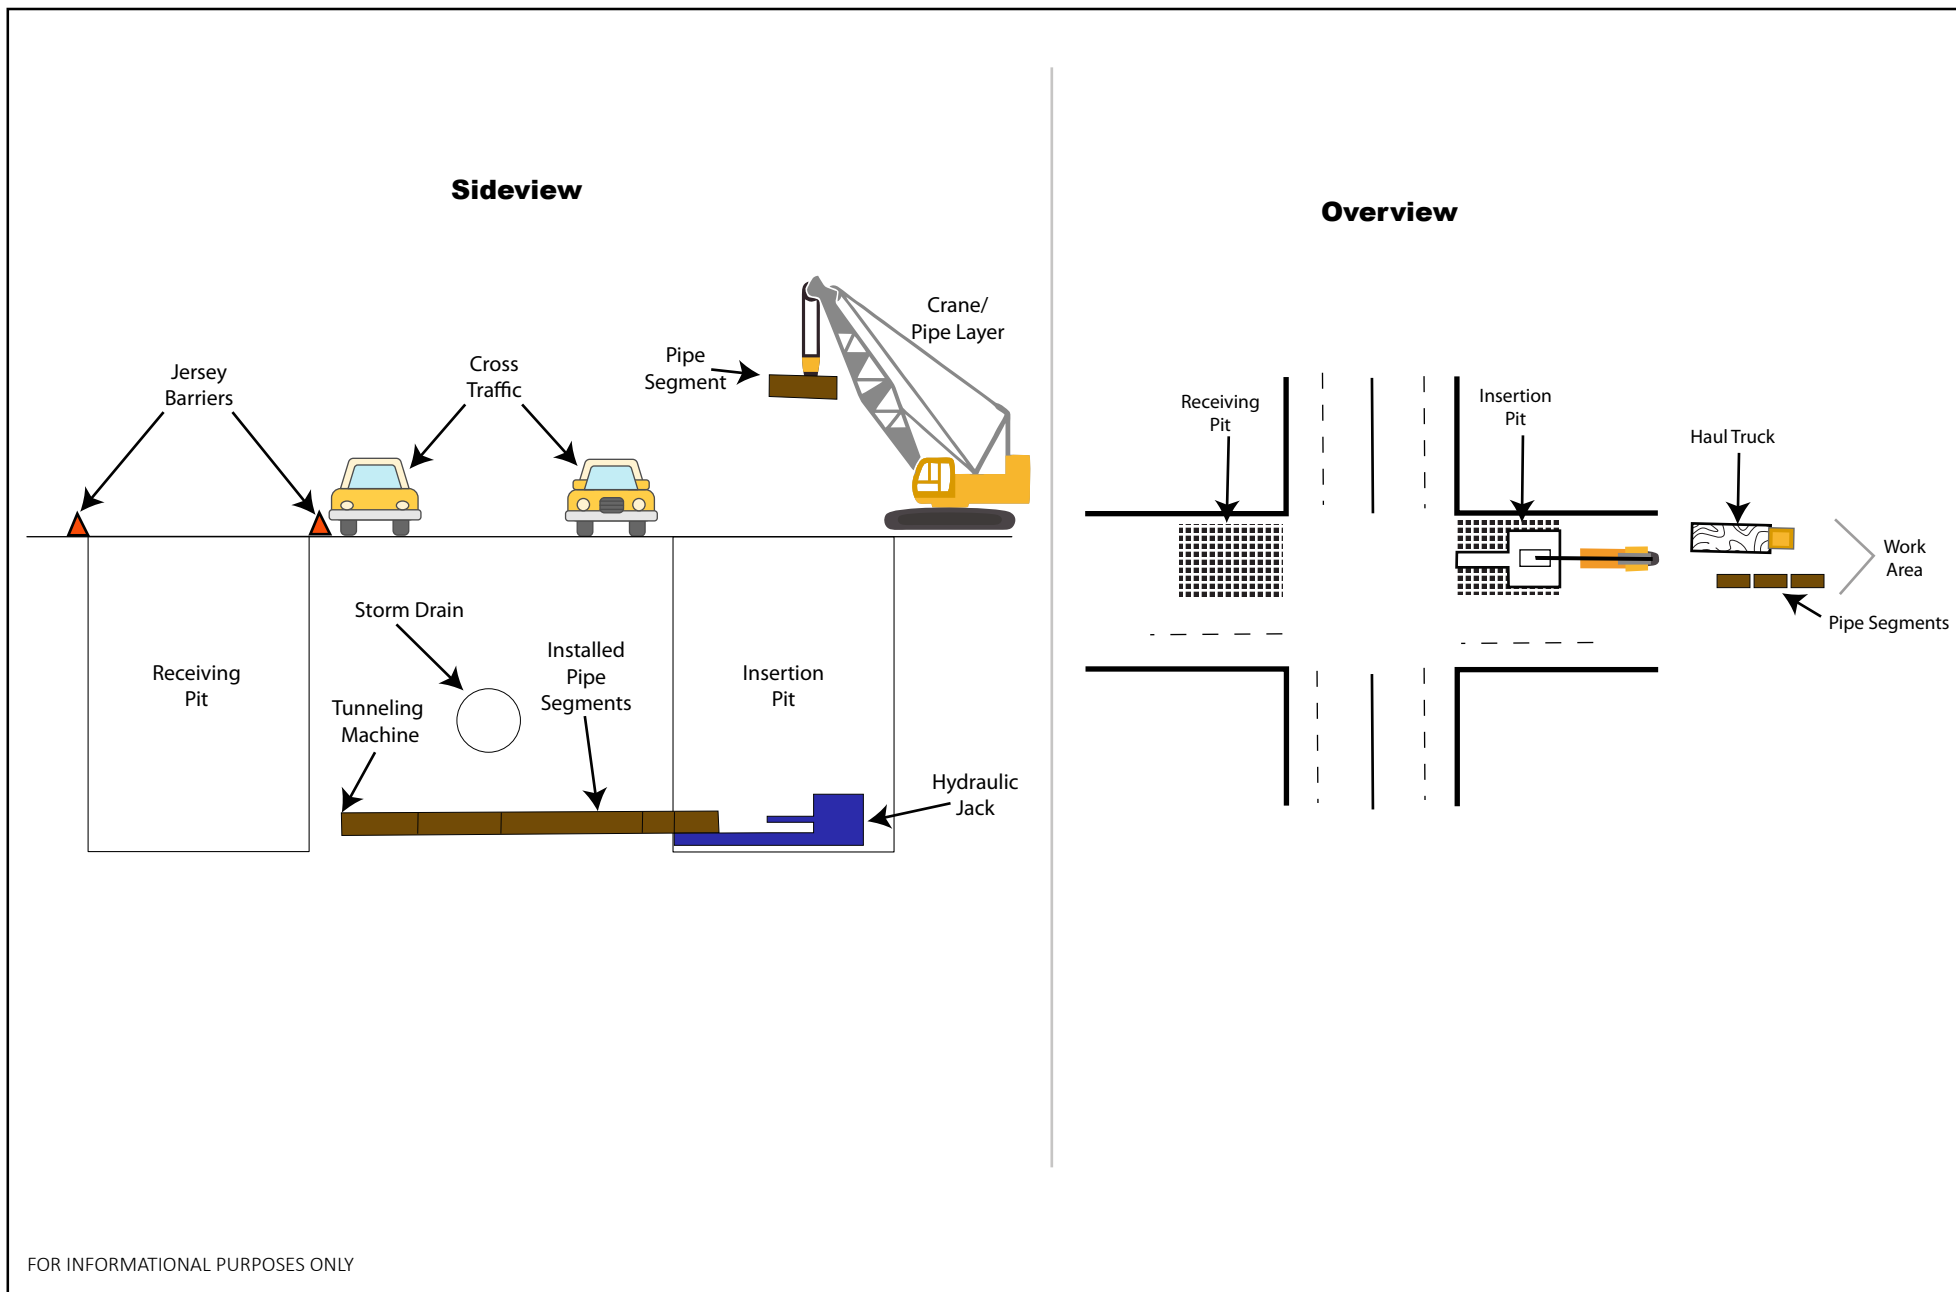 Sideview
Crane/
Pipe Layer
Pipe
Segment
Cross
Traffic
Jersey
Barriers
Storm Drain
Installed
Pipe
Segments
Receiving
Pit
Insertion
Pit
Tunneling
Machine
Hydraulic
Jack
Overview
Receiving
Pit
Insertion
Pit
Haul Truck
Work
Area
Pipe Segments
FOR INFORMATIONAL PURPOSES ONLY